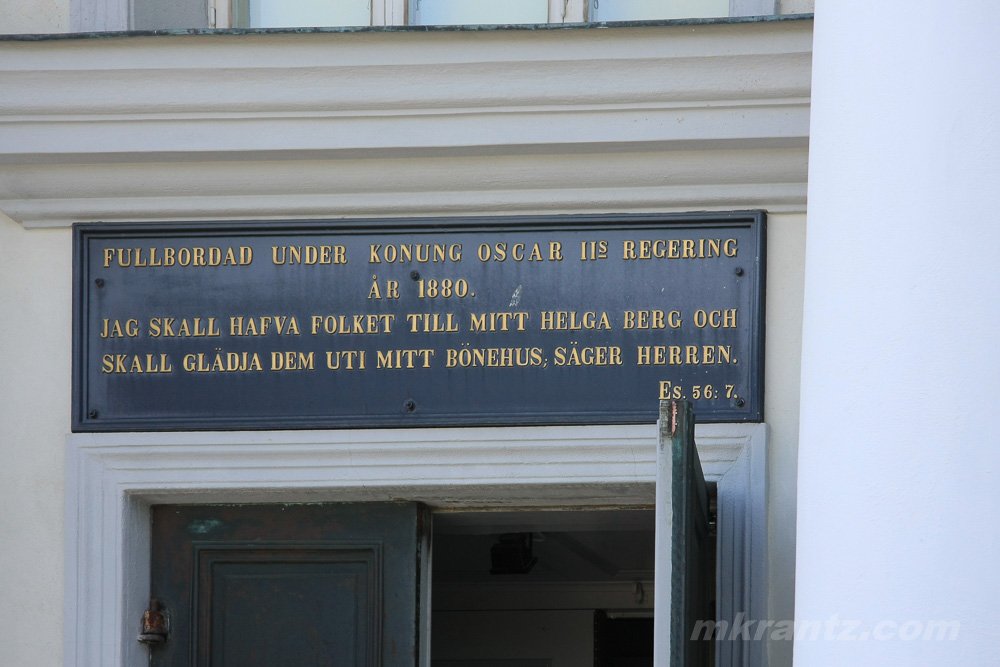 FULLBORDAD UNDER KONUNG OSCAR IIS REGERING
ÅR 1880.
JAG SKALL HAFVA FOLKET TILL MITT HELGA BERG OCH
SKALL GLÄDJA DEM UTI MITT BÖNEHUS; SÄGER HERREN.
ES. 56: 7.
mkrantz.com